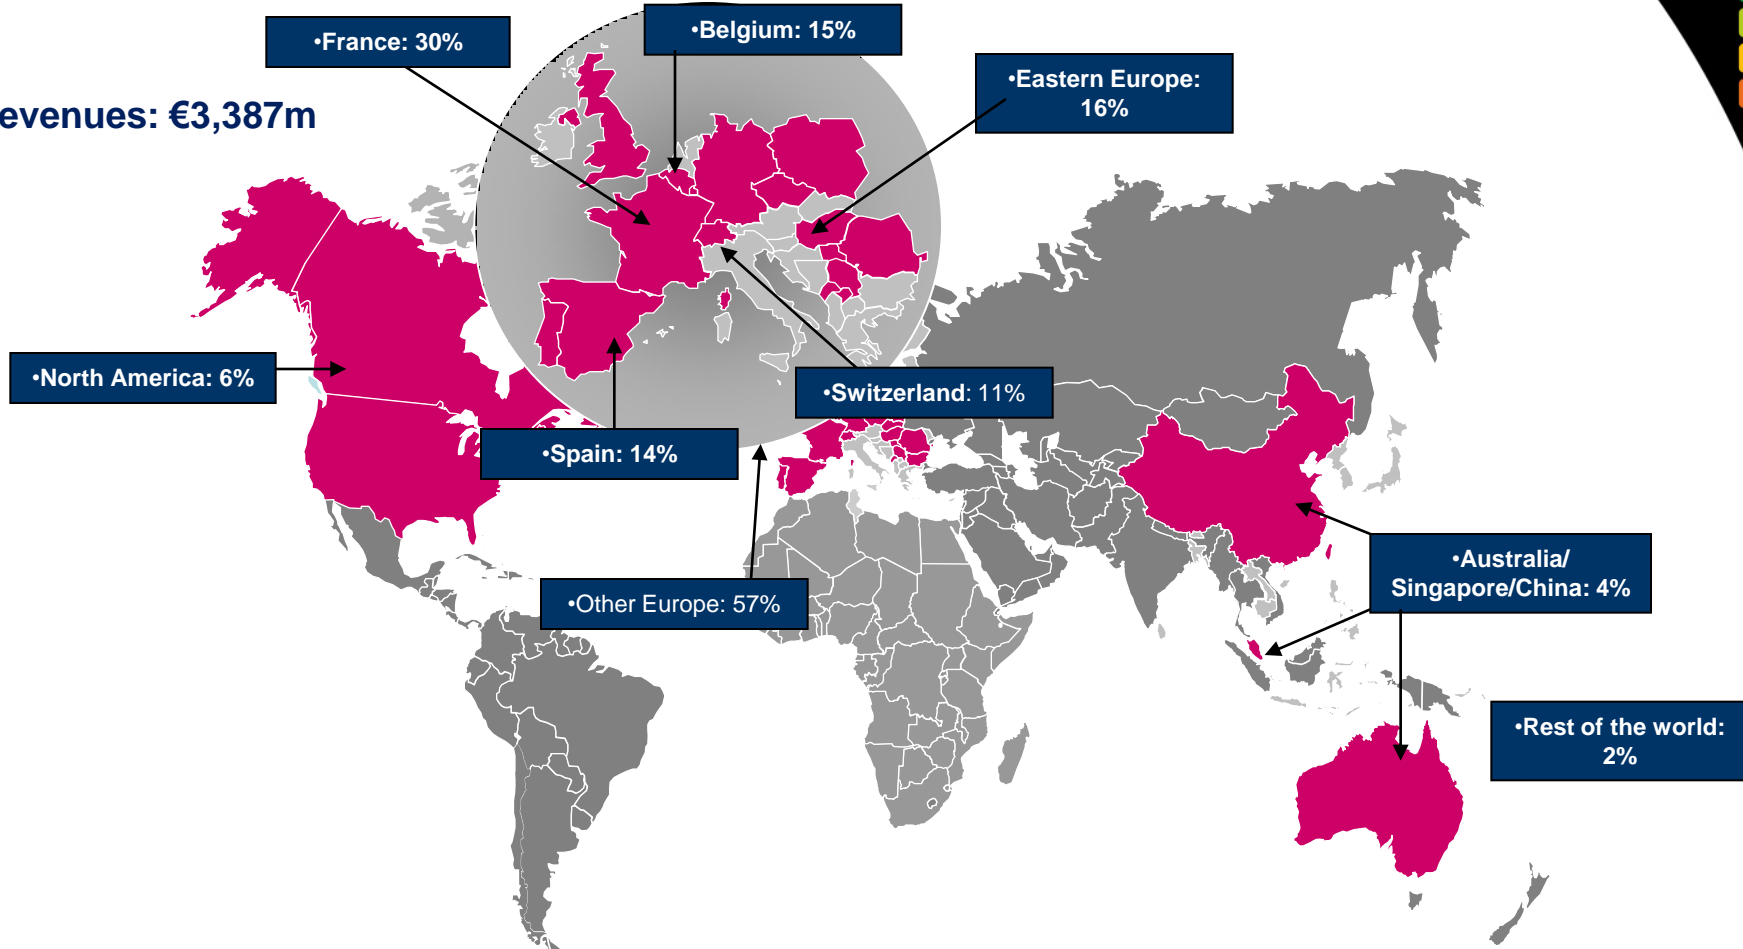 •France: 30%
•Belgium: 15%
•Eastern Europe:
16%
evenues: €3,387m
•North America: 6%
•Switzerland: 11%
•Spain: 14%
•Australia/
Singapore/China: 4%
•Other Europe: 57%
•Rest of the world:
2%